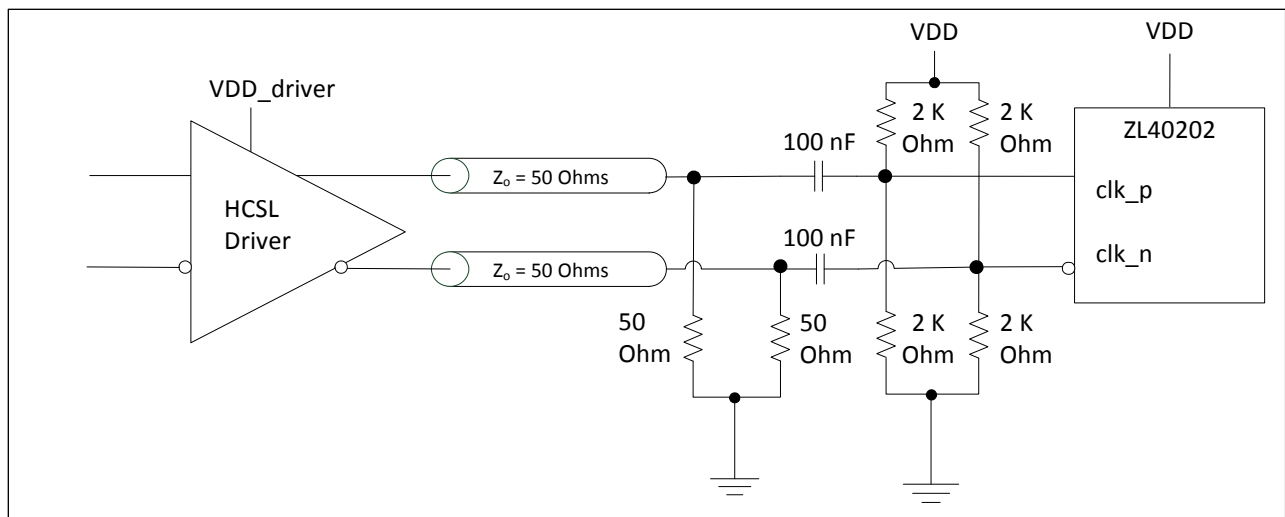 VDD
VDD
VDD_driver
2 K
Ohm
2 K
Ohm
ZL40202
100 nF
Zo = 50 Ohms
clk_p
HCSL
Driver
100 nF
clk_n
Zo = 50 Ohms
50
Ohm
50
Ohm
2 K
Ohm
2 K
Ohm